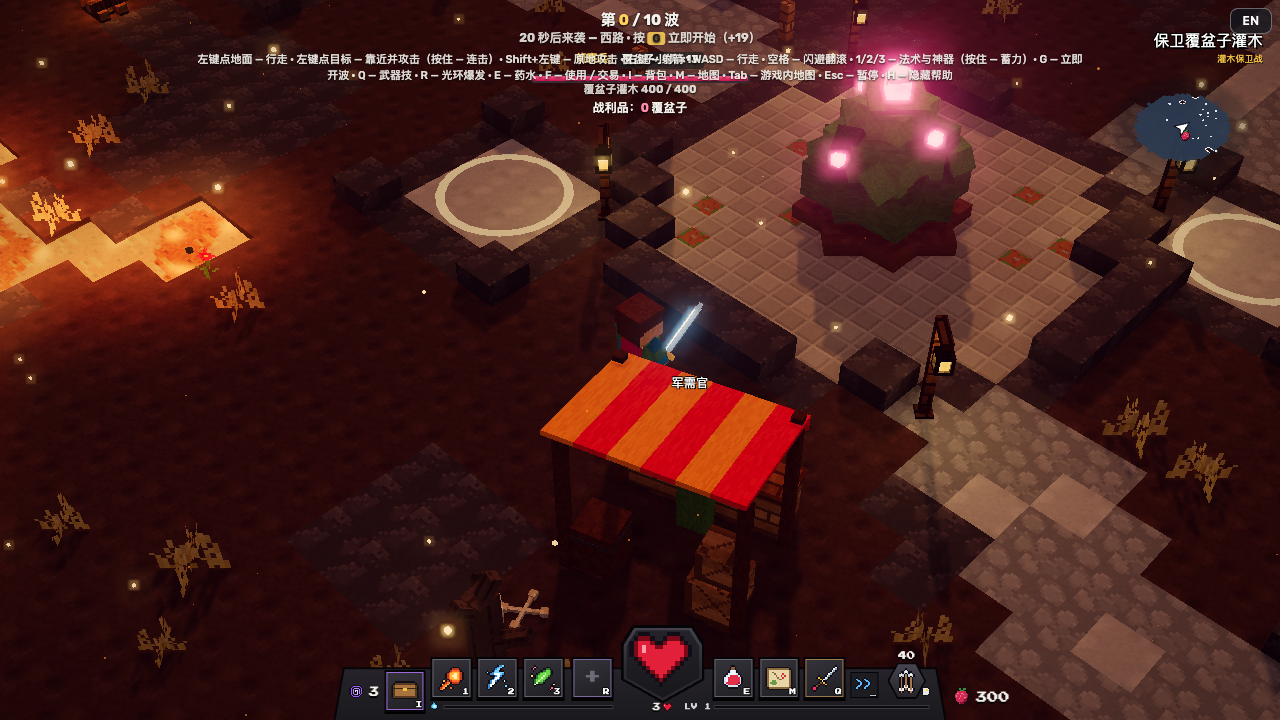 第 0 / 10 波
20 秒后来袭 – 西路 · 按 G 立即开始（+19）
左键点地面 – 行走 · 左键点目标 – 靠近并攻击（按住 – 连击）· Shift+左键 – 原地攻击 · WASD – 行走 · 空格 – 闪避翻滚 · 1/2/3 – 法术与神器（按住 – 蓄力）· G – 立即
开波 · Q – 武器技 · R – 光环爆发 · E – 药水 · F – 使用 / 交易 · I – 背包 · M – 地图 · Tab – 游戏内地图 · Esc – 暂停 · H – 隐藏帮助
覆盆子灌木 400 / 400
战利品： 0 覆盆子
EN
保卫覆盆子灌木
灌木保卫战
军需官
3
I
1
2
3
R
E
M
Q
40
B
3
LV 1
300